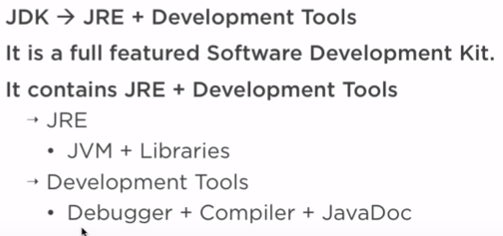 JDK → JRE + Development Tools
It is a full featured Software Development Kit.
It contains JRE + Development Tools
→ JRE
• JVM + Libraries
→ Development Tools
• Debugger + Compiler + JavaDoc